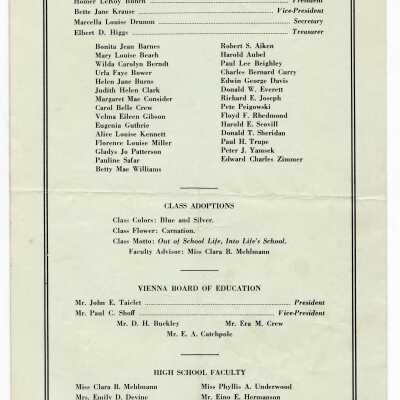 Homer LeRoy Bohrn President
Bette Jane Krause Vice-President
Marcella Louise Drumm Secretary
Elbert D. Higgs Treasurer
Bonita Jean Barnes
Mary Louise Beach
Wilda Carolyn Berndt
Urla Faye Bower
Helen Jane Burns
Judith Helen Clark
Margaret Mae Consider
Carol Belle Crew
Velma Eileen Gibson
Eugenia Guthrie
Alice Louise Kennett
Florence Louise Miller
Gladys Jo Patterson
Pauline Safar
Betty Mae Williams
Robert S. Aiken
Harold Aubel
Paul Lee Beighley
Charles Bernard Curry
Edwin George Davis
Donald W. Everett
Richard E. Joseph
Pete Peigowski
Floyd F. Rhedmond
Harold E. Scovill
Donald T. Sheridan
Paul H. Trupe
Peter J. Yamsek
Edward Charles Zimmer
CLASS ADOPTIONS
Class Colors: Blue and Silver.
Class Flower: Carnation.
Class Motto: Out of School Life, Into Life's School.
Faculty Advisor: Miss Clara B. Mehlmann
VIENNA BOARD OF EDUCATION
Mr. John E. Taielet President
Mr. Paul C. Shoff Vice-President
Mr. D. H. Buckley Mr. Era M. Crew
Mr. E. A. Catchpole
HIGH SCHOOL FACULTY
Miss Clara B. Mehlmann Miss Phyllis A. Underwood
Mrs. Emily D. Devine Mr. Eino E. Hermanson